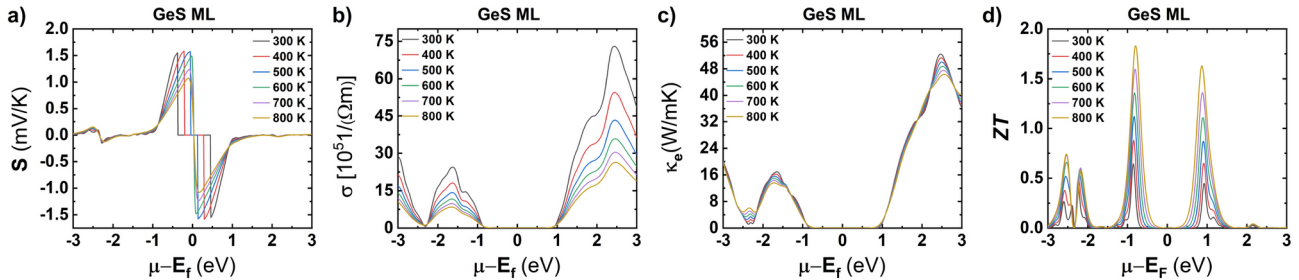 a)
GeS ML
S (mV/K)
2.0
1.5
1.0
0.5
0.0
-0.5
-1.0
-1.5
300 K
400 K
500 K
600 K
700 K
800 K
-3 -2 -1 0 1 2 3
μ−E_f (eV)
b)
GeS ML
σ [10⁵1/(Ωm)]
75
60
45
30
15
0
300 K
400 K
500 K
600 K
700 K
800 K
-3 -2 -1 0 1 2 3
μ−E_f (eV)
c)
GeS ML
κ_e(W/mK)
56
48
40
32
24
16
8
0
300 K
400 K
500 K
600 K
700 K
800 K
-3 -2 -1 0 1 2 3
μ−E_f (eV)
d)
GeS ML
ZT
2.0
1.5
1.0
0.5
0.0
300 K
400 K
500 K
600 K
700 K
800 K
-3 -2 -1 0 1 2 3
μ−E_F (eV)